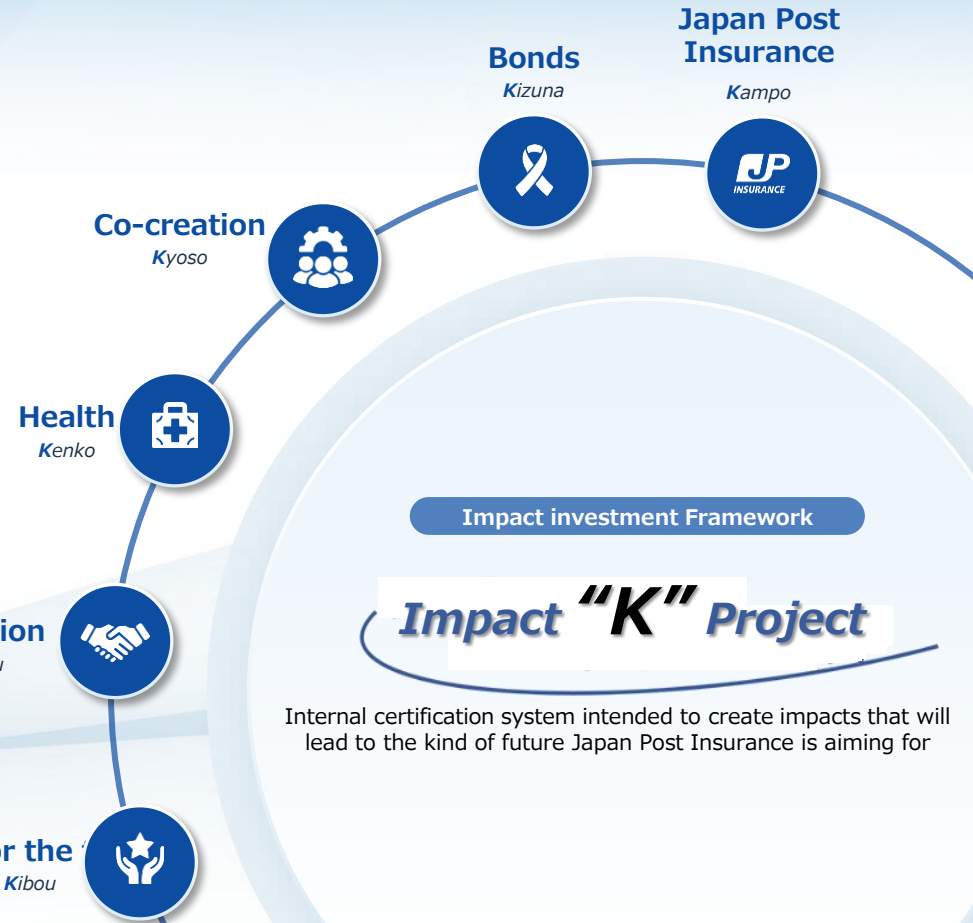 Japan Post
Insurance
Kampo
Bonds
Kizuna
JP
INSURANCE
Co-creation
Kyoso
Health
Kenko
Impact investment Framework
Impact “K” Project
Internal certification system intended to create impacts that will
lead to the kind of future Japan Post Insurance is aiming for
the
Kibou